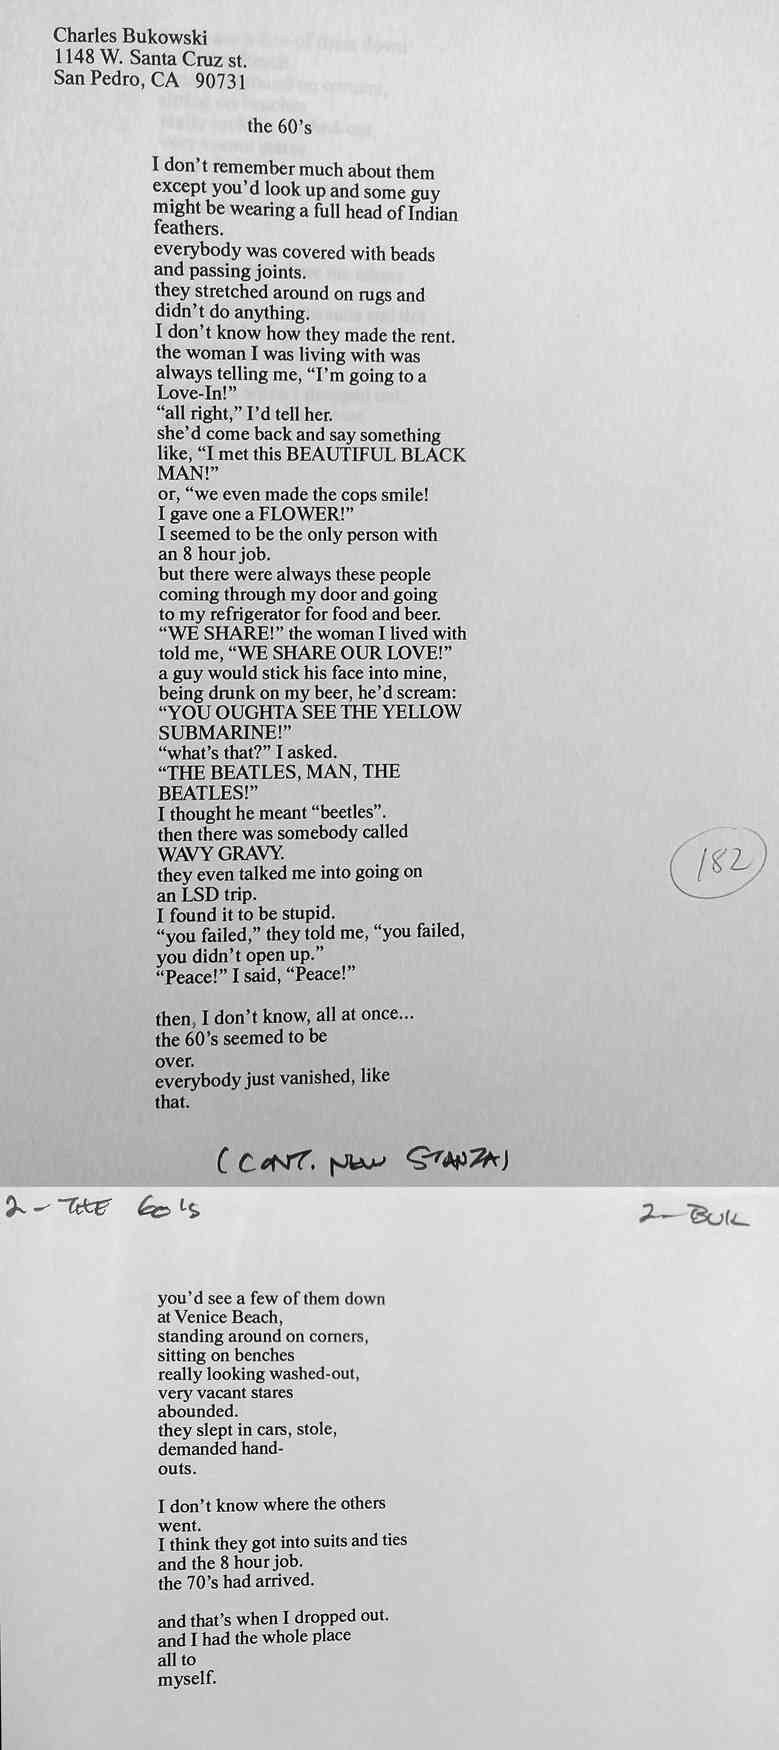 Charles Bukowski
1148 W. Santa Cruz st.
San Pedro, CA 90731
the 60's
I don't remember much about them
except you'd look up and some guy
might be wearing a full head of Indian
feathers.
everybody was covered with beads
and passing joints.
they stretched around on rugs and
didn't do anything.
I don't know how they made the rent.
the woman I was living with was
always telling me, “I'm going to a
Love-In!”
“all right,” I'd tell her.
she'd come back and say something
like, “I met this BEAUTIFUL BLACK
MAN!”
or, “we even made the cops smile!
I gave one a FLOWER!”
I seemed to be the only person with
an 8 hour job.
but there were always these people
coming through my door and going
to my refrigerator for food and beer.
“WE SHARE!” the woman I lived with
told me, “WE SHARE OUR LOVE!”
a guy would stick his face into mine,
being drunk on my beer, he'd scream:
“YOU OUGHTA SEE THE YELLOW
SUBMARINE!”
“what's that?” I asked.
“THE BEATLES, MAN, THE
BEATLES!”
I thought he meant “beetles”.
then there was somebody called
WAVY GRAVY.
they even talked me into going on
an LSD trip.
I found it to be stupid.
“you failed,” they told me, “you failed,
you didn't open up.”
“Peace!” I said, “Peace!”
182
then, I don't know, all at once...
the 60's seemed to be
over.
everybody just vanished, like
that.
(CONT. NEW STANZA)
2 - THE 60's
2 - BUK
you'd see a few of them down
at Venice Beach,
standing around on corners,
sitting on benches
really looking washed-out,
very vacant stares
abounded.
they slept in cars, stole,
demanded hand-
outs.
I don't know where the others
went.
I think they got into suits and ties
and the 8 hour job.
the 70's had arrived.
and that's when I dropped out.
and I had the whole place
all to
myself.